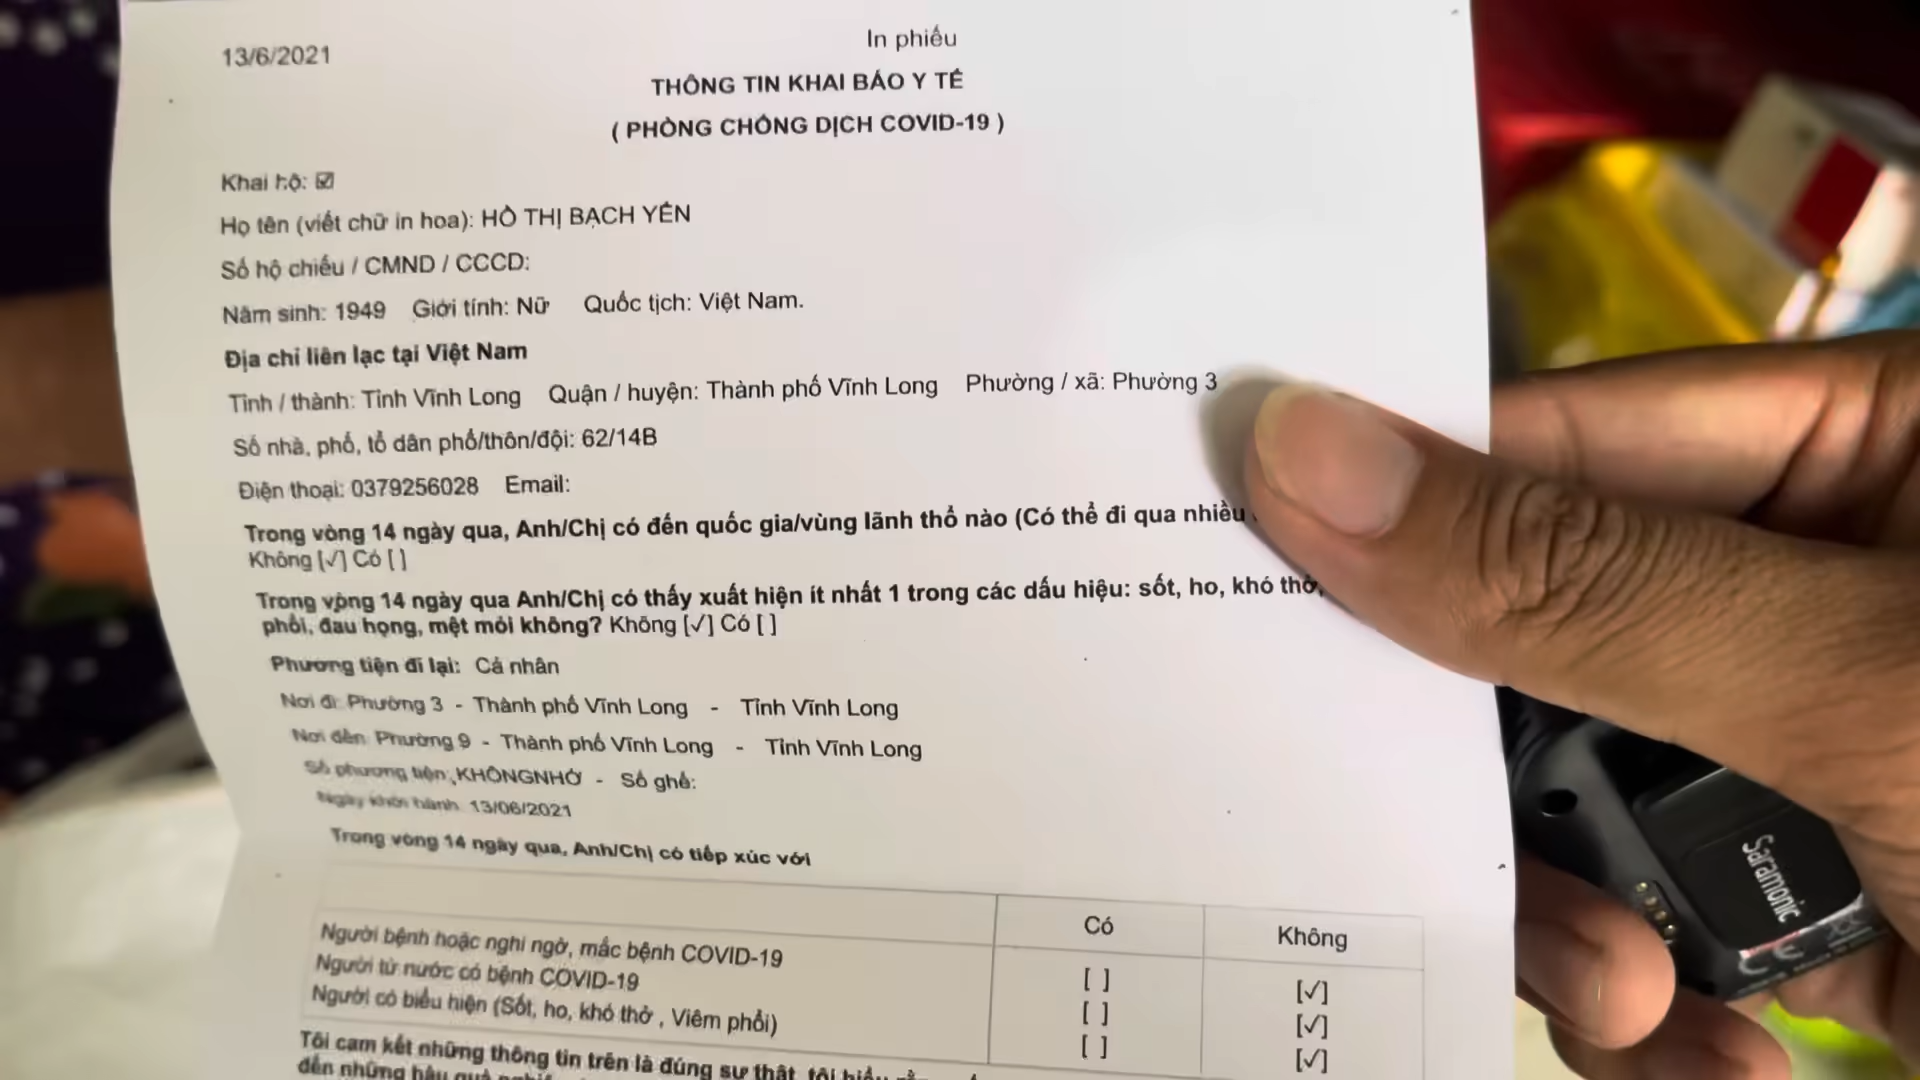 13/6/2021
In phiếu
THÔNG TIN KHAI BÁO Y TẾ
( PHÒNG CHỐNG DỊCH COVID-19 )
Khai hộ: ☑
Họ tên (viết chữ in hoa): HỒ THỊ BẠCH YẾN
Số hộ chiếu / CMND / CCCD:
Năm sinh: 1949 Giới tính: Nữ Quốc tịch: Việt Nam.
Địa chỉ liên lạc tại Việt Nam
Tỉnh / thành: Tỉnh Vĩnh Long Quận / huyện: Thành phố Vĩnh Long Phường / xã: Phường 3
Số nhà, phố, tổ dân phố/thôn/đội: 62/14B
Điện thoại: 0379256028 Email:
Trong vòng 14 ngày qua, Anh/Chị có đến quốc gia/vùng lãnh thổ nào (Có thể đi qua nhiều
Không [✓] Có [ ]
Trong vòng 14 ngày qua Anh/Chị có thấy xuất hiện ít nhất 1 trong các dấu hiệu: sốt, ho, khó thở,
phổi, đau họng, mệt mỏi không? Không [✓] Có [ ]
Phương tiện đi lại: Cá nhân
Nơi đi: Phường 3 - Thành phố Vĩnh Long - Tỉnh Vĩnh Long
Nơi đến: Phường 9 - Thành phố Vĩnh Long - Tỉnh Vĩnh Long
Số phương tiện: KHÔNGNHỚ - Số ghế:
Ngày khởi hành: 13/06/2021
Trong vòng 14 ngày qua, Anh/Chị có tiếp xúc với
Có Không
Người bệnh hoặc nghi ngờ, mắc bệnh COVID-19 [ ] [✓]
Người từ nước có bệnh COVID-19 [ ] [✓]
Người có biểu hiện (Sốt, ho, khó thở , Viêm phổi) [ ] [✓]
Tôi cam kết những thông tin trên là đúng sự thật, tôi hiểu
đến những hậu quả
Saramonic